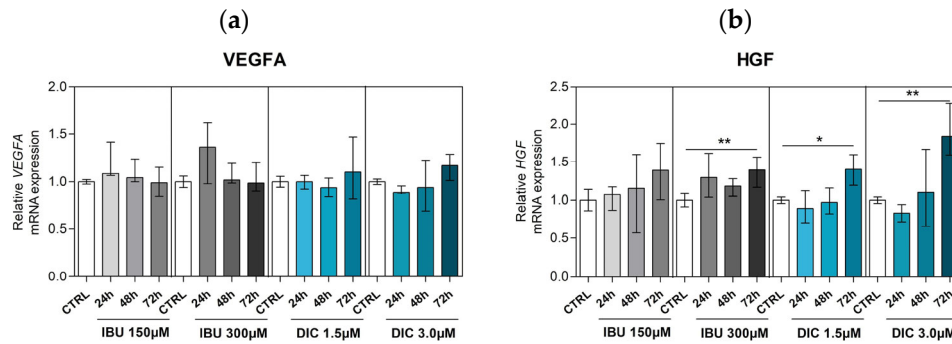 (a)
VEGFA
Relative VEGFA
mRNA expression
2.0
1.5
1.0
0.5
0.0
CTRL 24h 48h 72h CTRL 24h 48h 72h CTRL 24h 48h 72h CTRL 24h 48h 72h
IBU 150μM IBU 300μM DIC 1.5μM DIC 3.0μM
(b)
HGF
Relative HGF
mRNA expression
2.5
2.0
1.5
1.0
0.5
0.0
** * **
CTRL 24h 48h 72h CTRL 24h 48h 72h CTRL 24h 48h 72h CTRL 24h 48h 72h
IBU 150μM IBU 300μM DIC 1.5μM DIC 3.0μM